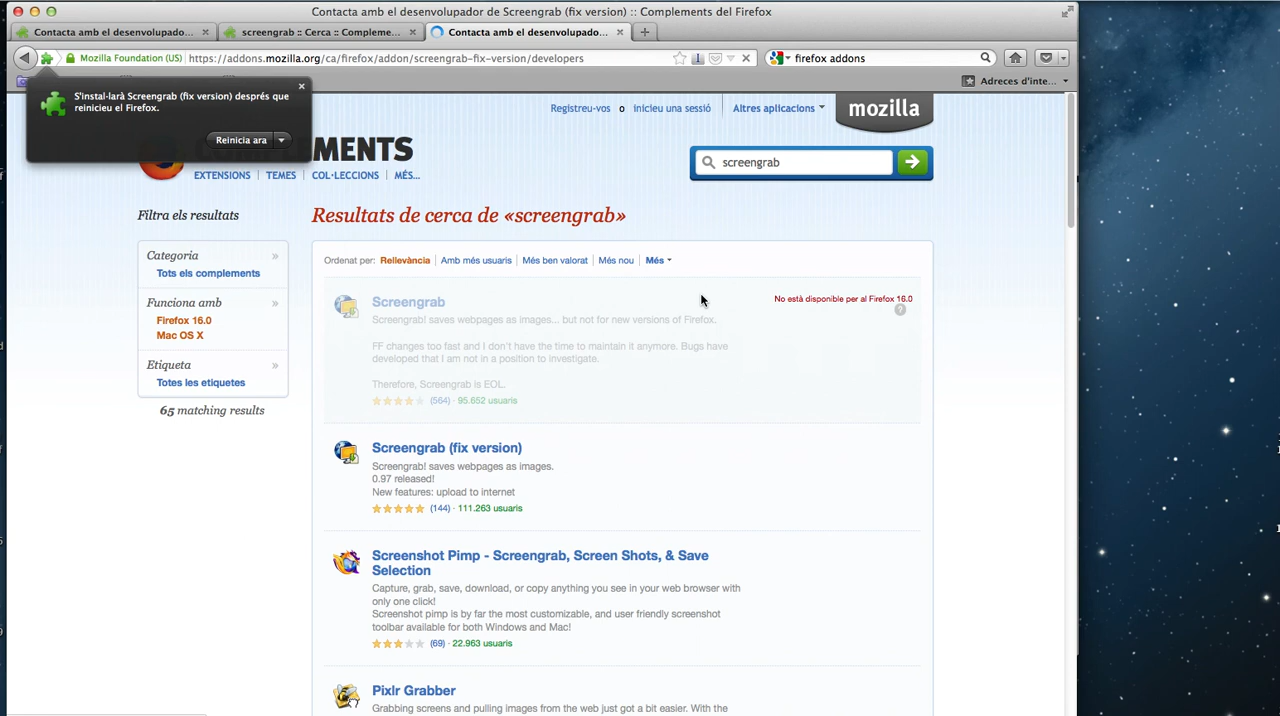 Contacta amb el desenvolupador de Screengrab (fix version) :: Complements del Firefox
Contacta amb el desenvolupado...
screengrab :: Cerca :: Compleme...
Contacta amb el desenvolupado...
Mozilla Foundation (US)
https://addons.mozilla.org/ca/firefox/addon/screengrab-fix-version/developers
firefox addons
Adreces d'inte...
S'instal·larà Screengrab (fix version) després que
reinicieu el Firefox.
Reinicia ara
Registreu-vos o inicieu una sessió
Altres aplicacions
mozilla
EMENTS
EXTENSIONS
TEMES
COL·LECCIONS
MÉS...
screengrab
Filtra els resultats
Resultats de cerca de «screengrab»
Categoria
Tots els complements
Funciona amb
Firefox 16.0
Mac OS X
Etiqueta
Totes les etiquetes
65 matching results
Ordenat per: Rellevància Amb més usuaris Més ben valorat Més nou Més
Screengrab
No està disponible per al Firefox 16.0
?
Screengrab! saves webpages as images... but not for new versions of Firefox.
FF changes too fast and I don't have the time to maintain it anymore. Bugs have
developed that I am not in a position to investigate.
Therefore, Screengrab is EOL.
(564) · 95.652 usuaris
Screengrab (fix version)
Screengrab! saves webpages as images.
0.97 released!
New features: upload to internet
(144) · 111.263 usuaris
Screenshot Pimp - Screengrab, Screen Shots, & Save
Selection
Capture, grab, save, download, or copy anything you see in your web browser with
only one click!
Screenshot pimp is by far the most customizable, and user friendly screenshot
toolbar available for both Windows and Mac!
(69) · 22.963 usuaris
Pixlr Grabber
Grabbing screens and pulling images from the web just got a bit easier. With the